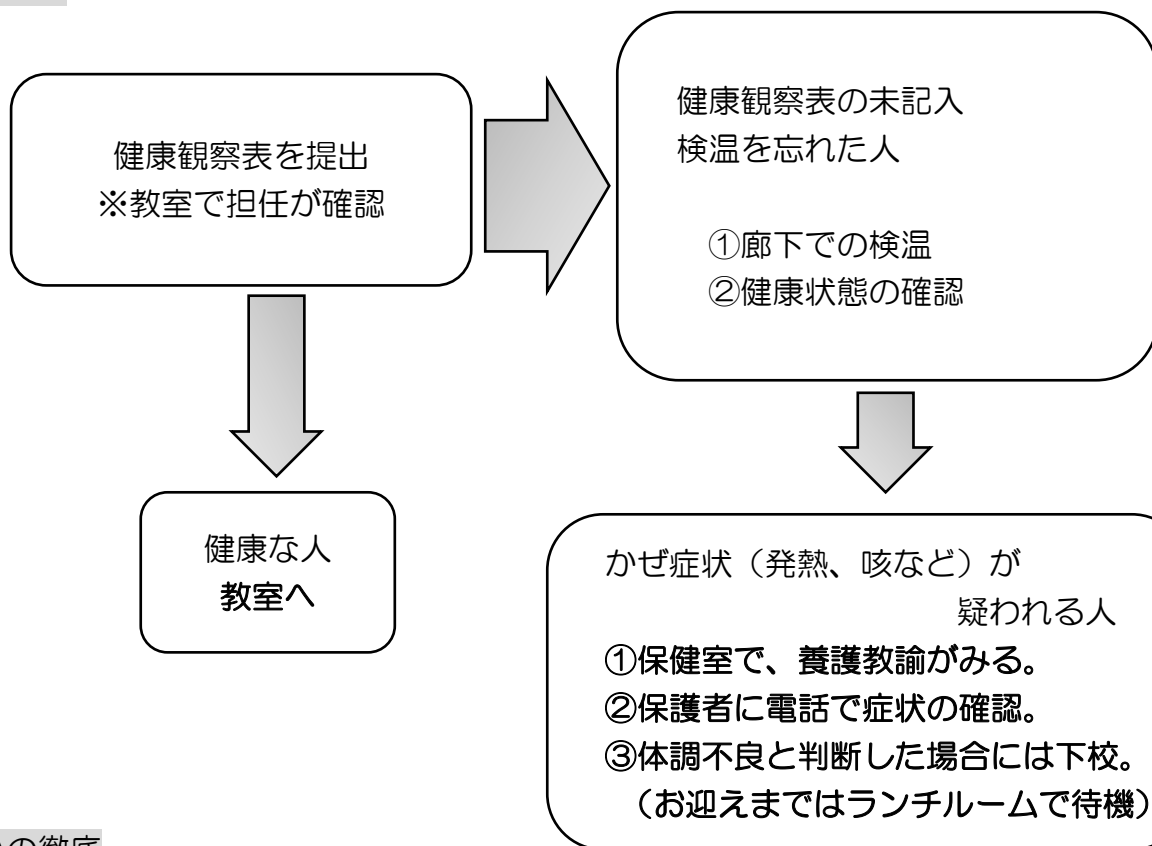 健康観察表を提出
※教室で担任が確認
健康観察表の未記入
検温を忘れた人
①廊下での検温
②健康状態の確認
健康な人
教室へ
かぜ症状（発熱、咳など）が
疑われる人
①保健室で、養護教諭がみる。
②保護者に電話で症状の確認。
③体調不良と判断した場合には下校。
（お迎えまではランチルームで待機）
の徹底